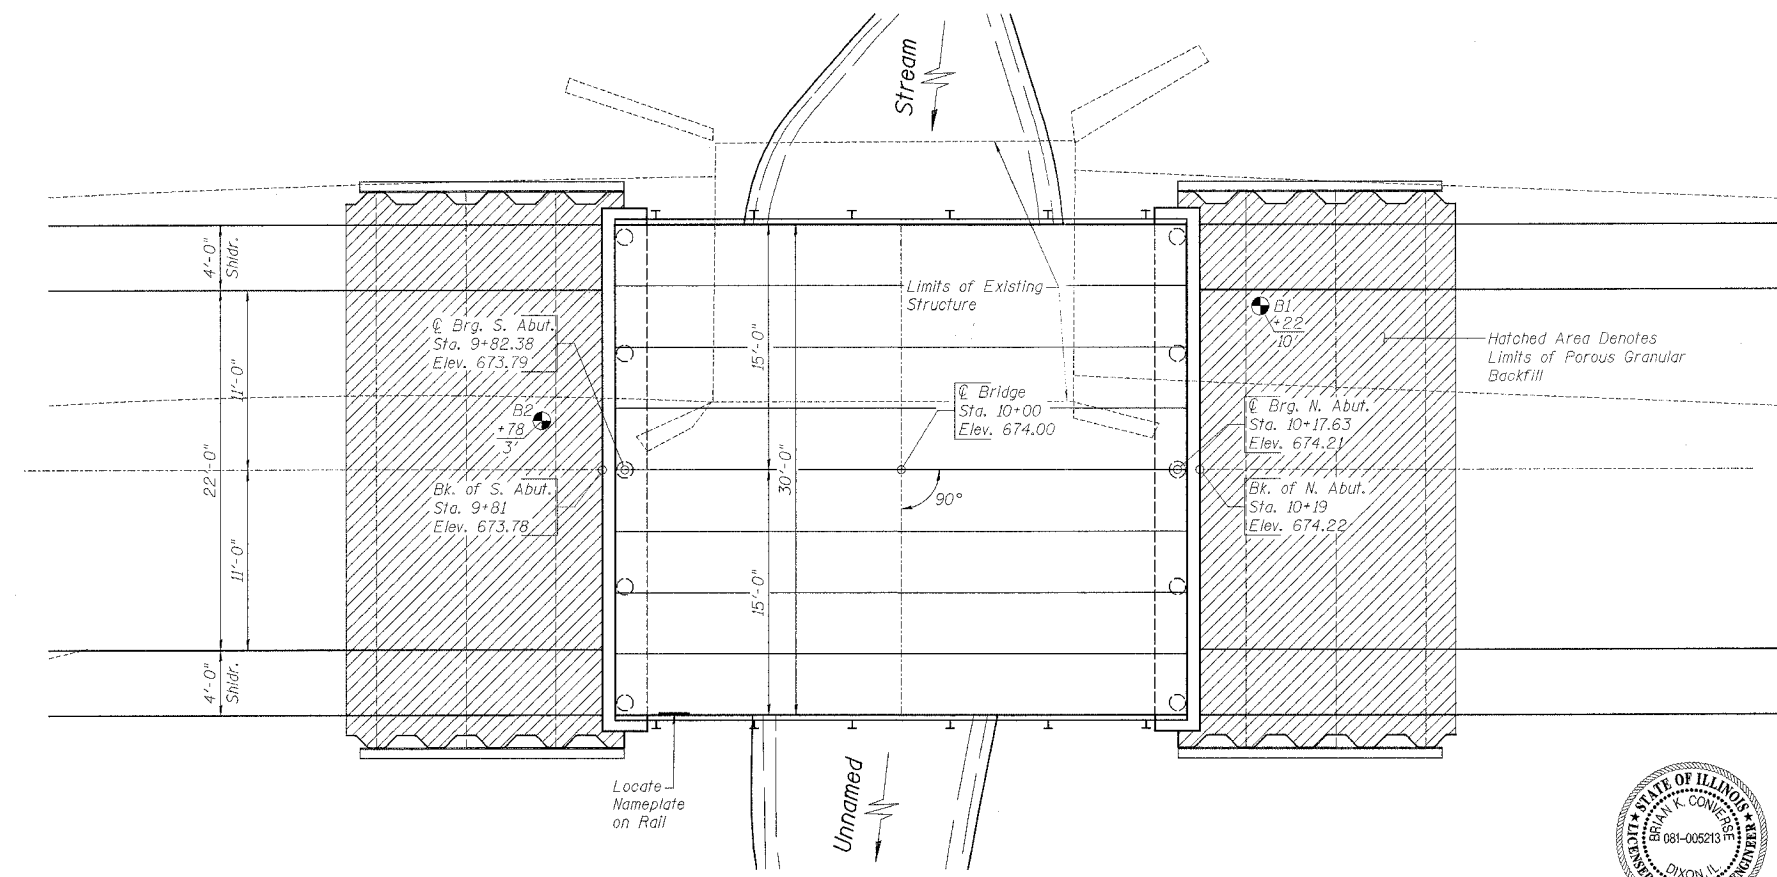 Stream
4'-0"
Shldr.
Limits of Existing
Structure
B1
+22
10'
Hatched Area Denotes
Limits of Porous Granular
Backfill
℄ Brg. S. Abut.
Sta. 9+82.38
Elev. 673.79
15'-0"
11'-0"
℄ Bridge
Sta. 10+00
Elev. 674.00
B2
+78
3'
℄ Brg. N. Abut.
Sta. 10+17.63
Elev. 674.21
22'-0"
30'-0"
Bk. of S. Abut.
Sta. 9+81
Elev. 673.78
90°
Bk. of N. Abut.
Sta. 10+19
Elev. 674.22
11'-0"
15'-0"
4'-0"
Shldr.
Locate
Nameplate
on Rail
Unnamed
STATE OF ILLINOIS
BRIAN K. CONVERSE
081-005213
DIXON, IL.
LICENSED
ENGINEER